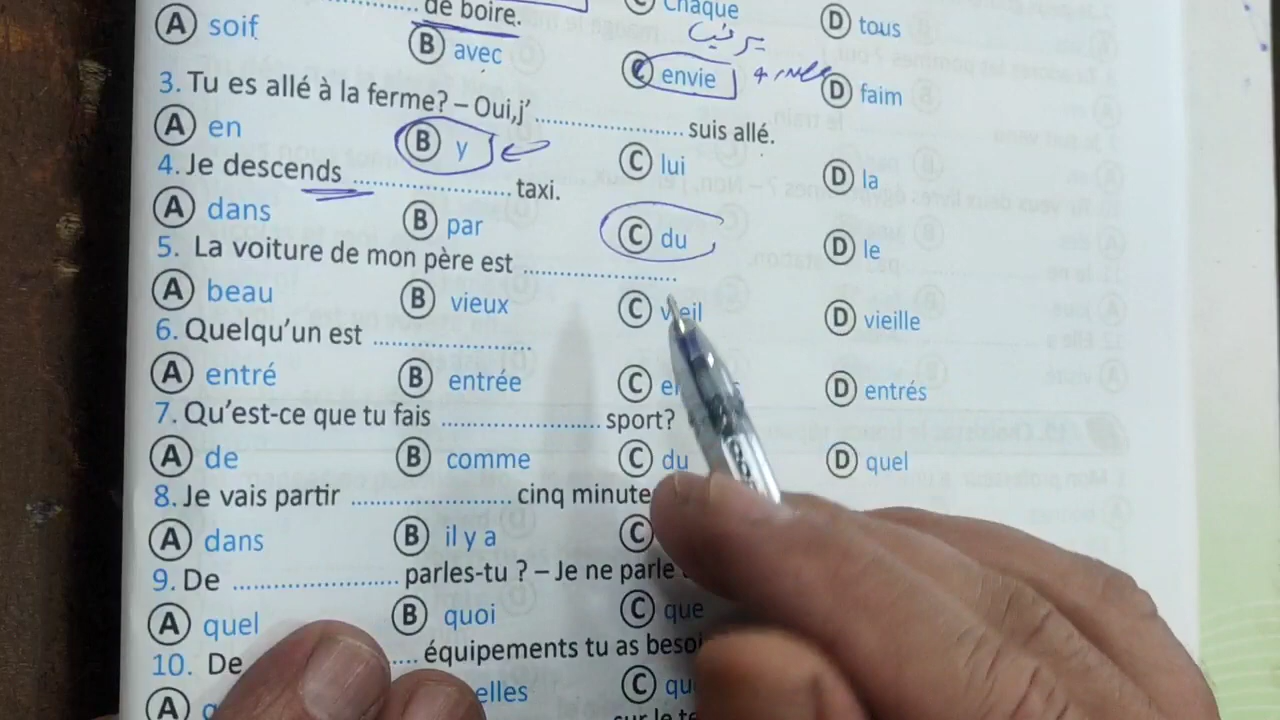 de boire. C Chaque D tous
A soif B avec C envie D faim
3. Tu es allé à la ferme? – Oui,j' .......................... suis allé.
A en B y C lui D la
4. Je descends .......................... taxi.
A dans B par C du D le
5. La voiture de mon père est ..........................
A beau B vieux C vieil D vieille
6. Quelqu'un est ..........................
A entré B entrée C D entrés
7. Qu'est-ce que tu fais .......................... sport?
A de B comme C du D quel
8. Je vais partir .......................... cinq
A dans B il y a C
9. De .......................... parles-tu ? – Je ne parle
A quel B quoi C que
10. De .... équipements tu as
A C
sur le